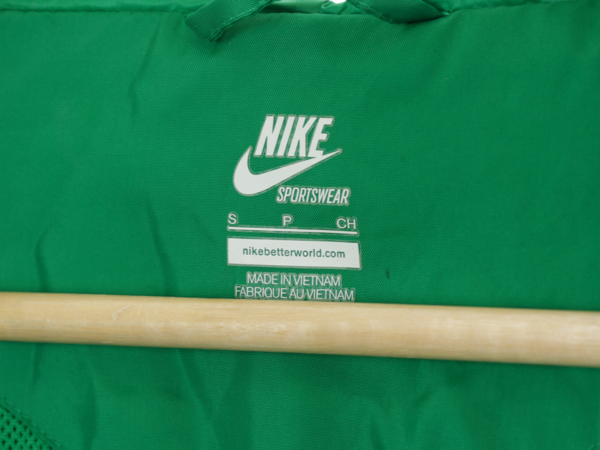 NIKE
SPORTSWEAR
S P CH
nikebetterworld.com
MADE IN VIETNAM
FABRIQUE AU VIETNAM